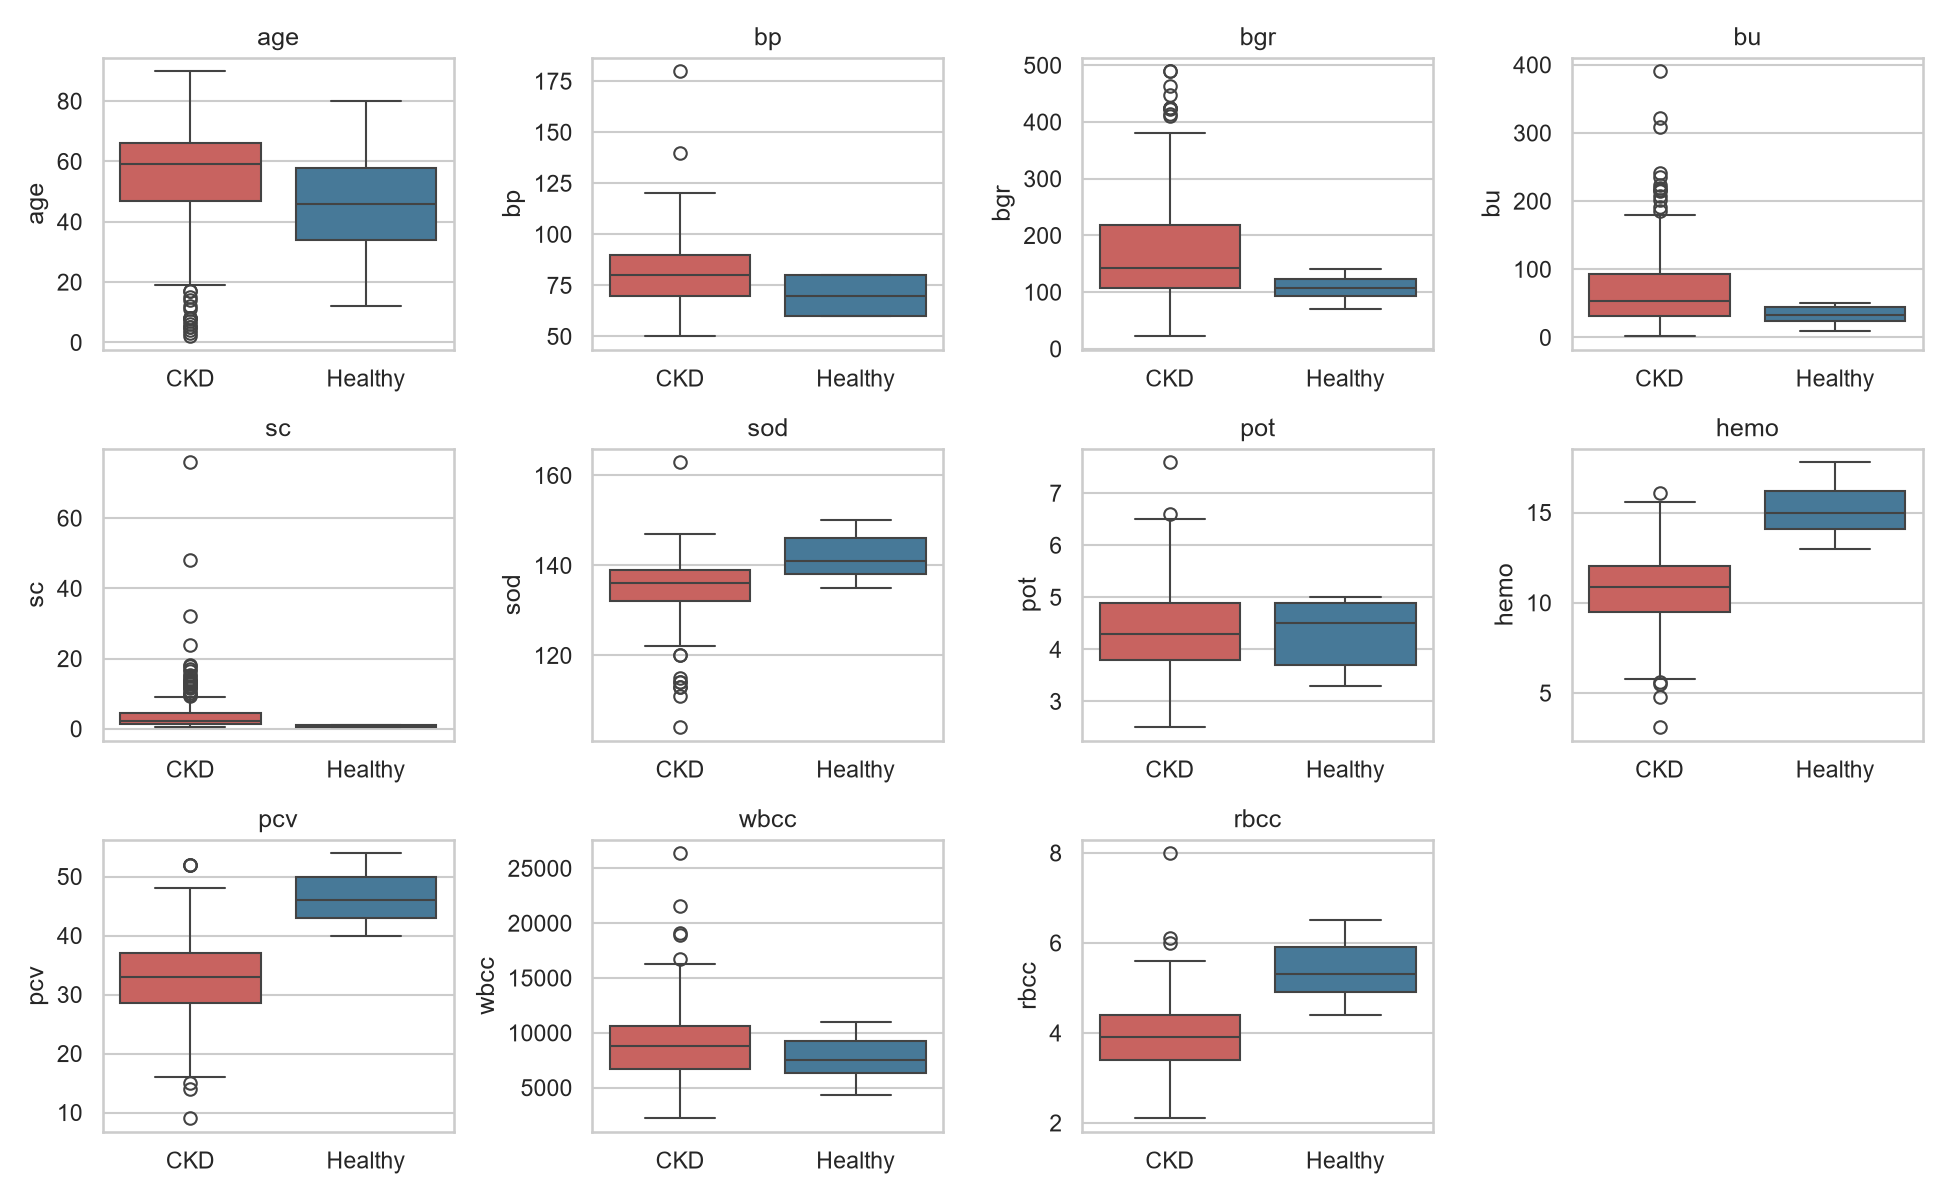 age
80
60
40
20
0
age
CKD Healthy
bp
175
150
125
100
75
50
bp
CKD Healthy
bgr
500
400
300
200
100
0
bgr
CKD Healthy
bu
400
300
200
100
0
bu
CKD Healthy
sc
60
40
20
0
sc
CKD Healthy
sod
160
140
120
sod
CKD Healthy
pot
7
6
5
4
3
pot
CKD Healthy
hemo
15
10
5
hemo
CKD Healthy
pcv
50
40
30
20
10
pcv
CKD Healthy
wbcc
25000
20000
15000
10000
5000
wbcc
CKD Healthy
rbcc
8
6
4
2
rbcc
CKD Healthy